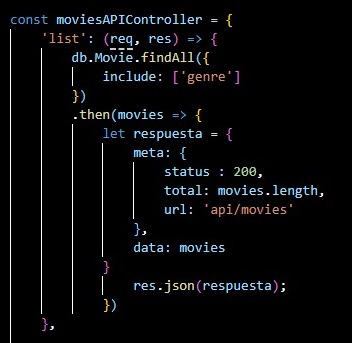 const moviesAPIController = {
    'list': (req, res) => {
        db.Movie.findAll({
            include: ['genre']
        })
        .then(movies => {
            let respuesta = {
                meta: {
                    status : 200,
                    total: movies.length,
                    url: 'api/movies'
                },
                data: movies
            }
                res.json(respuesta);
            })
    },